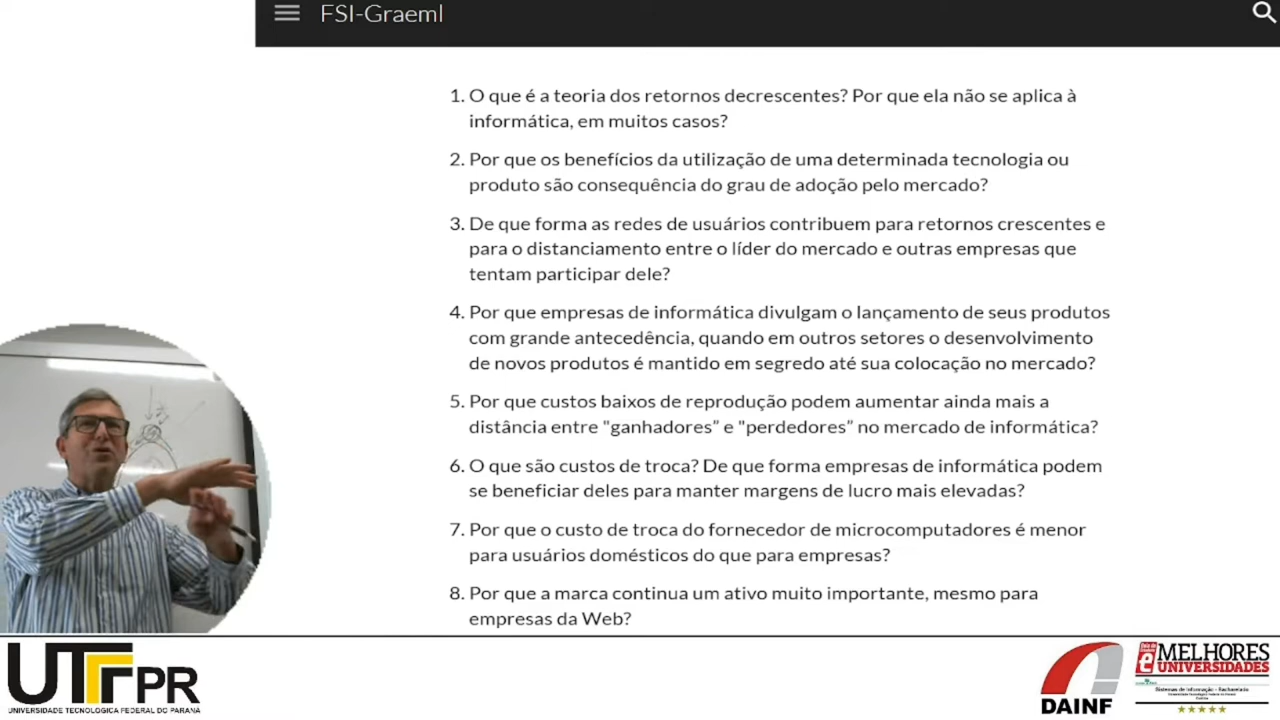 FSI-Graeml
1. O que é a teoria dos retornos decrescentes? Por que ela não se aplica à
informática, em muitos casos?
2. Por que os benefícios da utilização de uma determinada tecnologia ou
produto são consequência do grau de adoção pelo mercado?
3. De que forma as redes de usuários contribuem para retornos crescentes e
para o distanciamento entre o líder do mercado e outras empresas que
tentam participar dele?
4. Por que empresas de informática divulgam o lançamento de seus produtos
com grande antecedência, quando em outros setores o desenvolvimento
de novos produtos é mantido em segredo até sua colocação no mercado?
5. Por que custos baixos de reprodução podem aumentar ainda mais a
distância entre "ganhadores” e "perdedores” no mercado de informática?
6. O que são custos de troca? De que forma empresas de informática podem
se beneficiar deles para manter margens de lucro mais elevadas?
7. Por que o custo de troca do fornecedor de microcomputadores é menor
para usuários domésticos do que para empresas?
8. Por que a marca continua um ativo muito importante, mesmo para
empresas da Web?
UTFPR
UNIVERSIDADE TECNOLÓGICA FEDERAL DO PARANÁ
DAINF
MELHORES
UNIVERSIDADES
Sistemas de Informação - Bacharelado